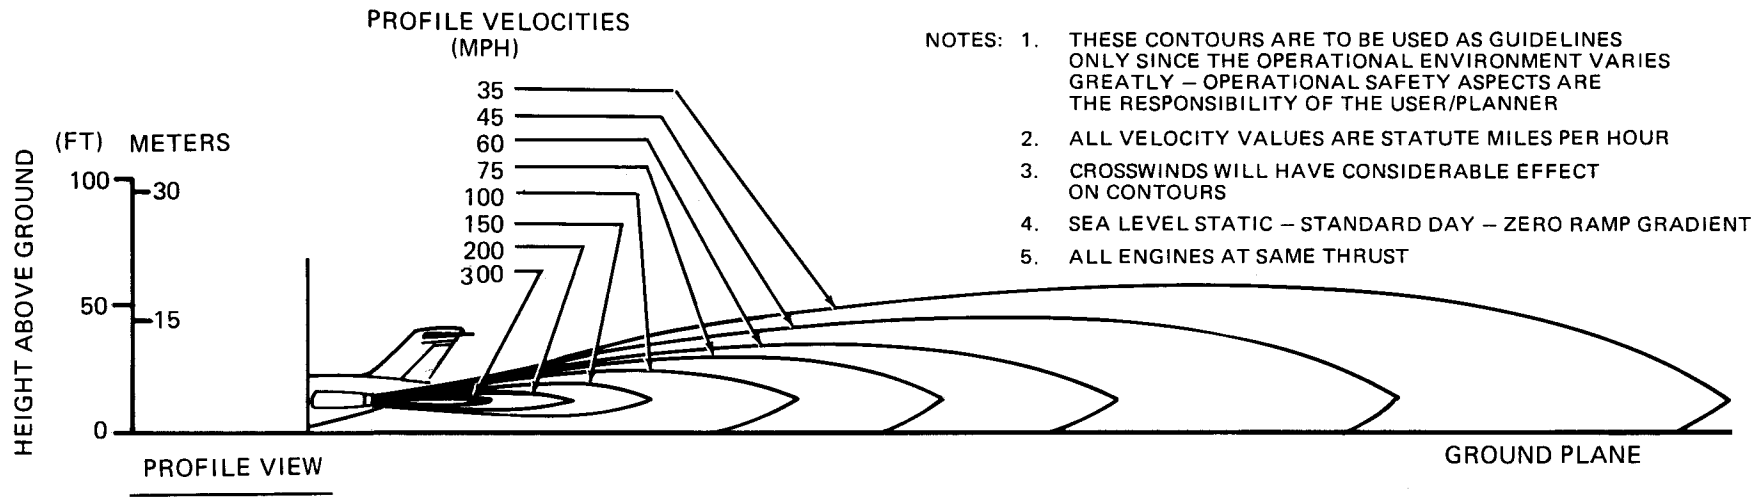 PROFILE VELOCITIES
(MPH)
35
45
60
75
100
150
200
300
NOTES: 1. THESE CONTOURS ARE TO BE USED AS GUIDELINES
ONLY SINCE THE OPERATIONAL ENVIRONMENT VARIES
GREATLY – OPERATIONAL SAFETY ASPECTS ARE
THE RESPONSIBILITY OF THE USER/PLANNER
2. ALL VELOCITY VALUES ARE STATUTE MILES PER HOUR
3. CROSSWINDS WILL HAVE CONSIDERABLE EFFECT
ON CONTOURS
4. SEA LEVEL STATIC – STANDARD DAY – ZERO RAMP GRADIENT
5. ALL ENGINES AT SAME THRUST
HEIGHT ABOVE GROUND
(FT) METERS
100
30
50
15
0
PROFILE VIEW
GROUND PLANE